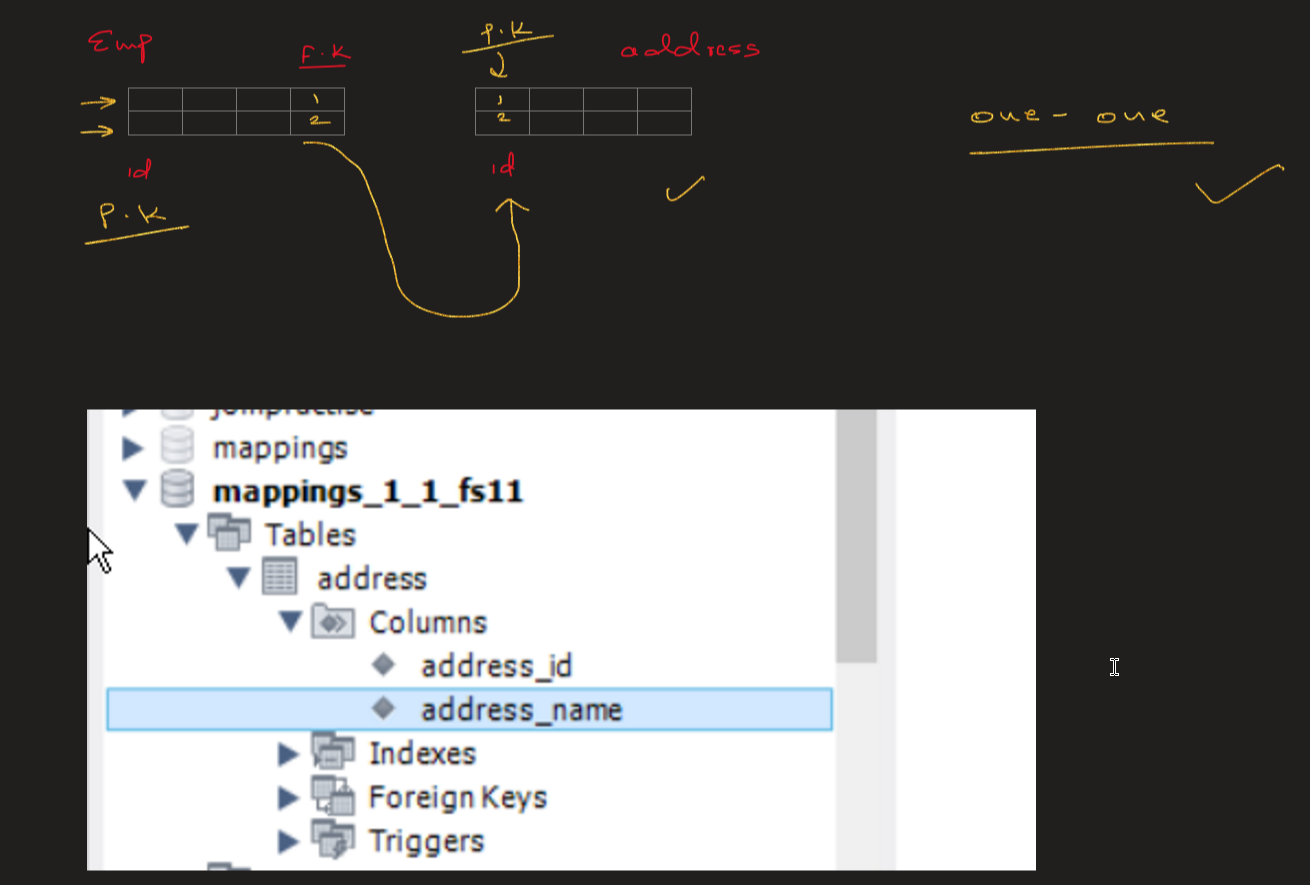 Emp
F.K
P.K
address
1
2
1
2
one - one
id
id
P.K
mappings
mappings_1_1_fs11
Tables
address
Columns
address_id
address_name
Indexes
Foreign Keys
Triggers